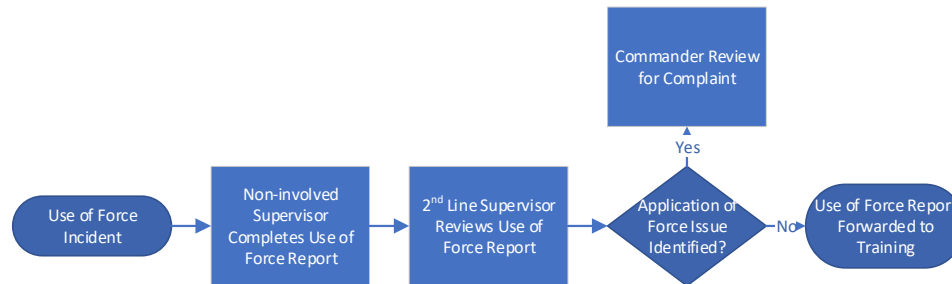 Commander Review
for Complaint
Yes
Use of Force
Incident
Non-involved
Supervisor
Completes Use of
Force Report
2nd Line Supervisor
Reviews Use of
Force Report
Application of
Force Issue
Identified?
No
Use of Force Report
Forwarded to
Training